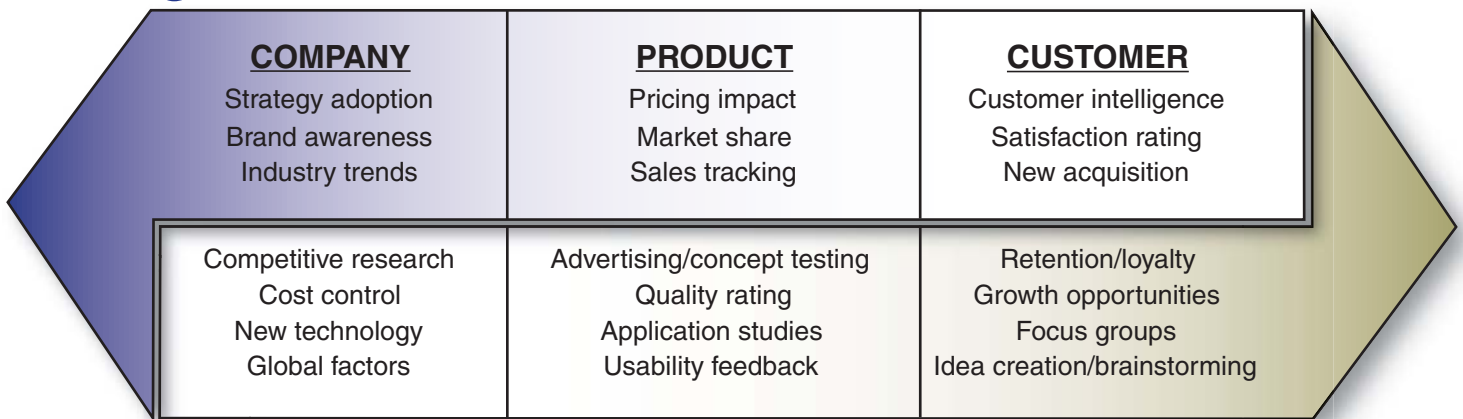 COMPANY
Strategy adoption
Brand awareness
Industry trends
PRODUCT
Pricing impact
Market share
Sales tracking
CUSTOMER
Customer intelligence
Satisfaction rating
New acquisition
Competitive research
Cost control
New technology
Global factors
Advertising/concept testing
Quality rating
Application studies
Usability feedback
Retention/loyalty
Growth opportunities
Focus groups
Idea creation/brainstorming